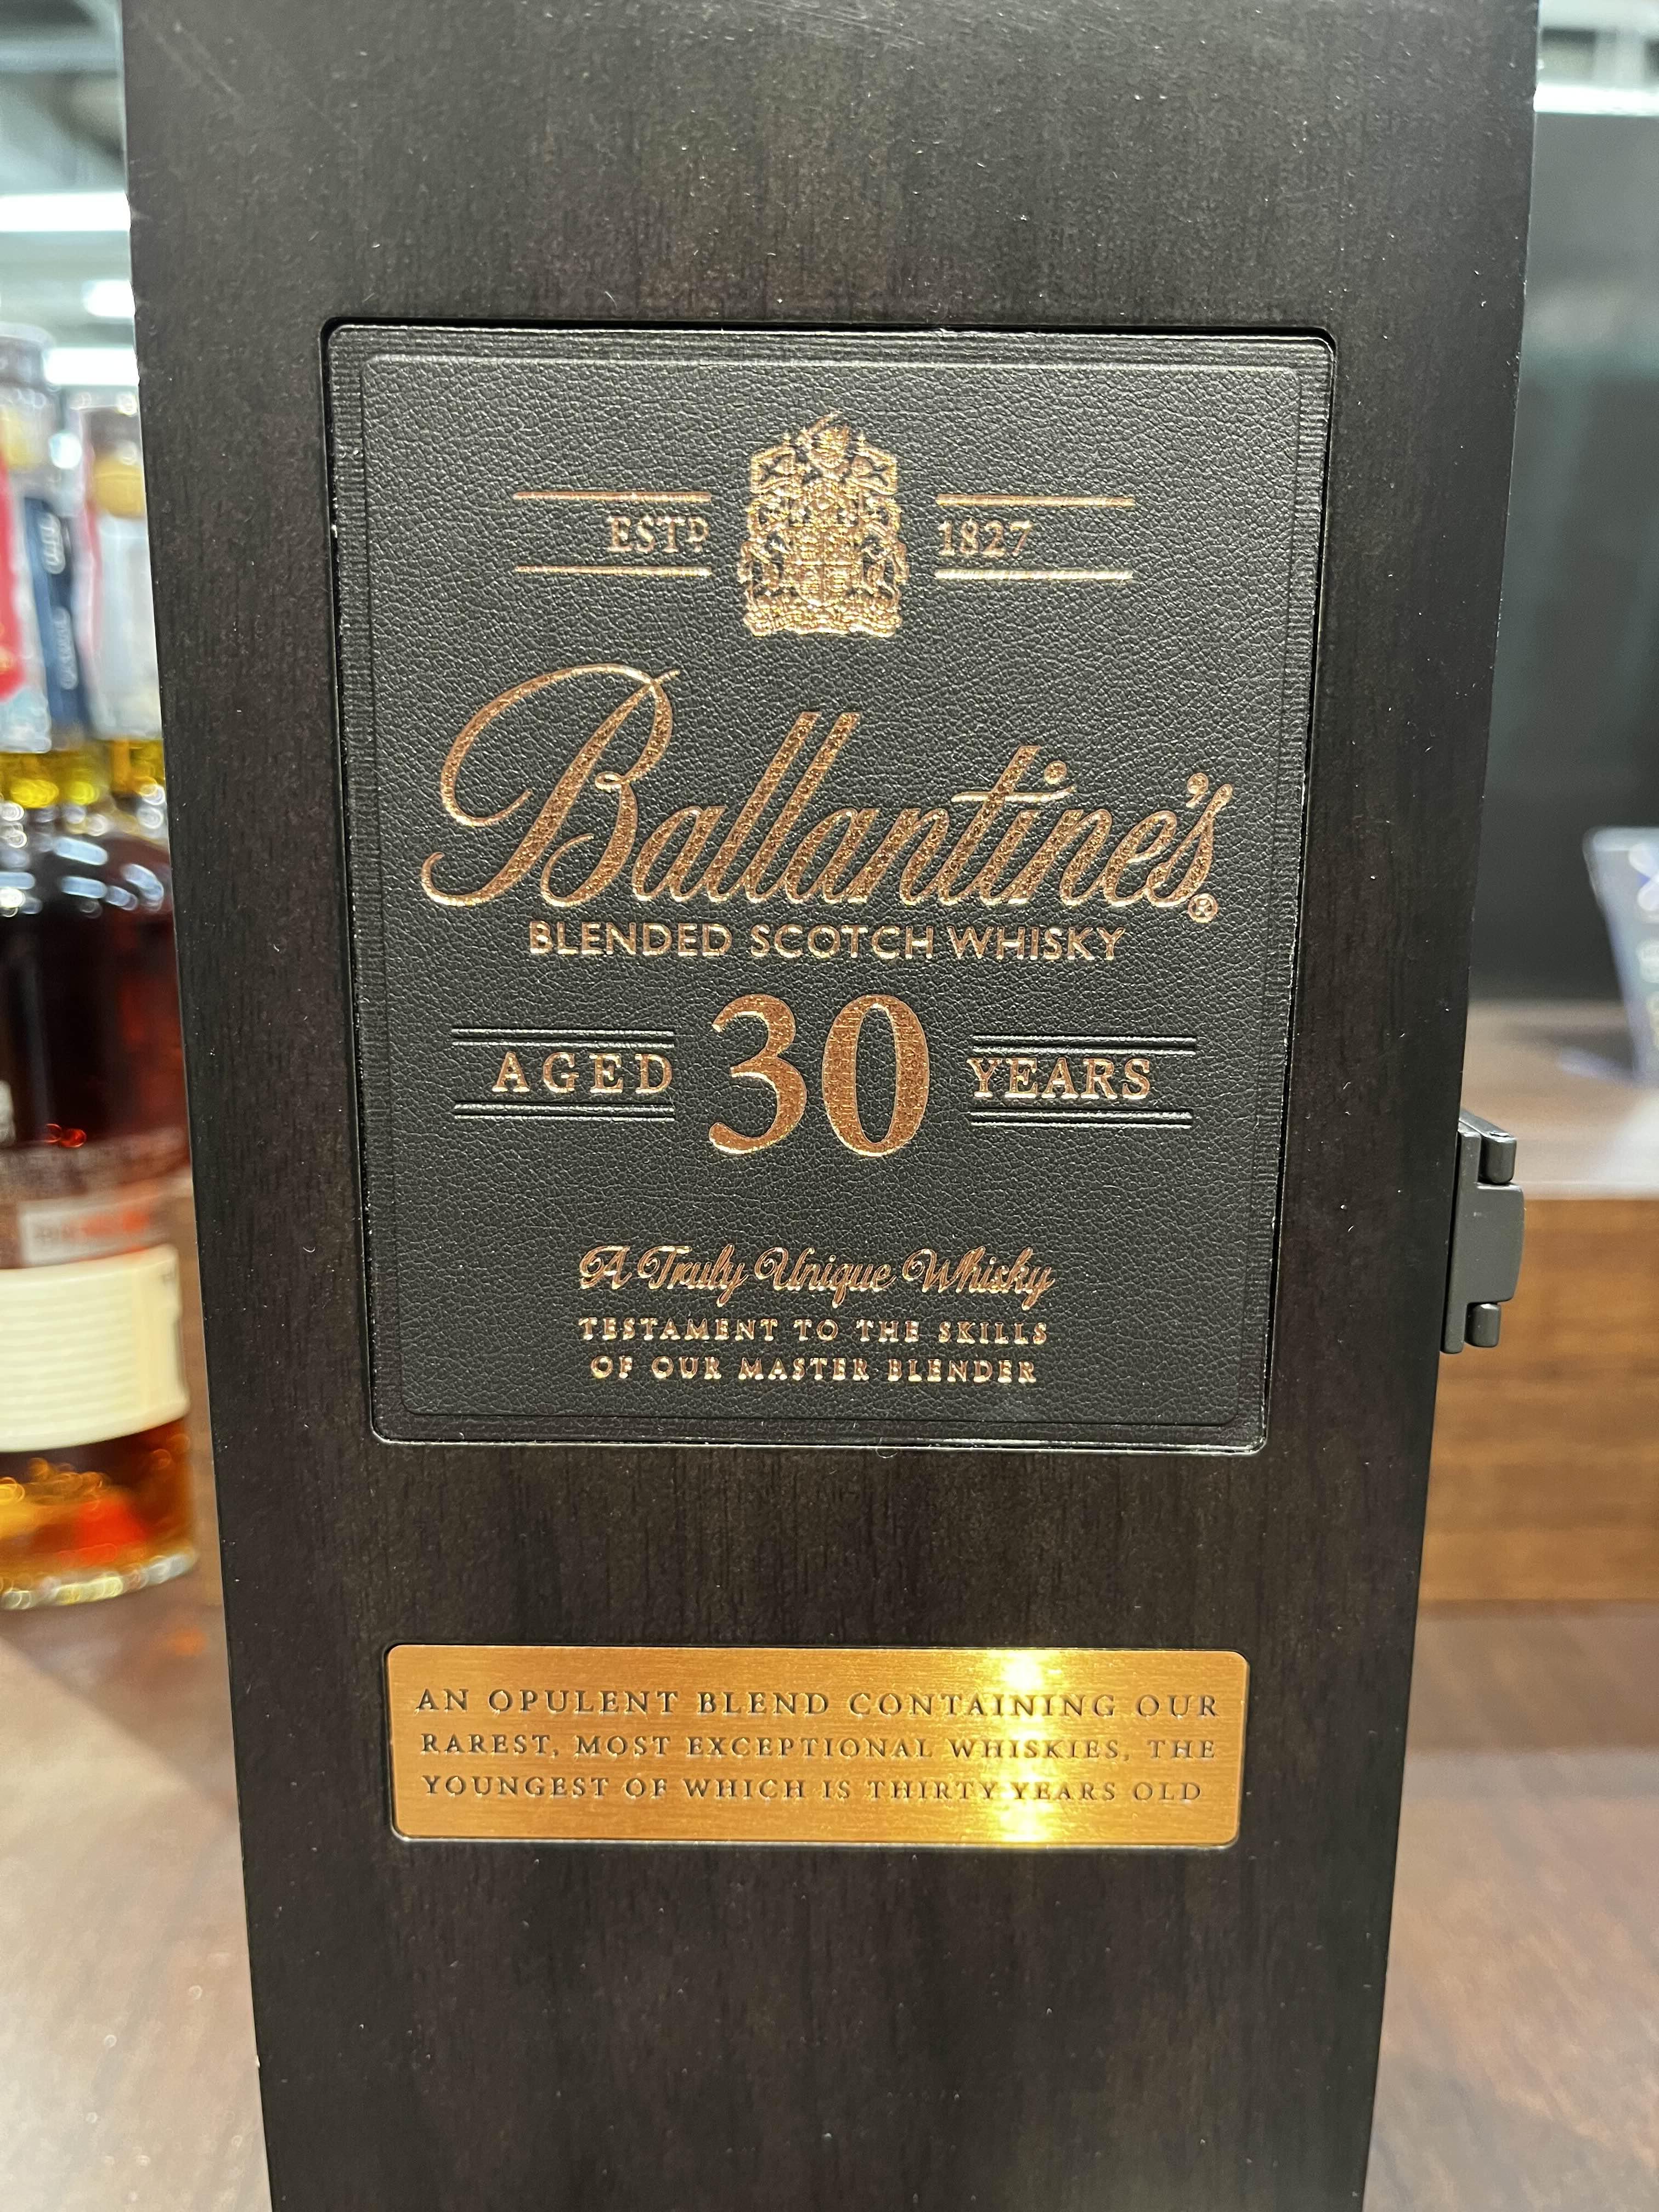 ESTD 1827
Ballantine's®
BLENDED SCOTCH WHISKY
AGED 30 YEARS
A Truly Unique Whisky
TESTAMENT TO THE SKILLS
OF OUR MASTER BLENDER
AN OPULENT BLEND CONTAINING OUR
RAREST, MOST EXCEPTIONAL WHISKIES, THE
YOUNGEST OF WHICH IS THIRTY YEARS OLD